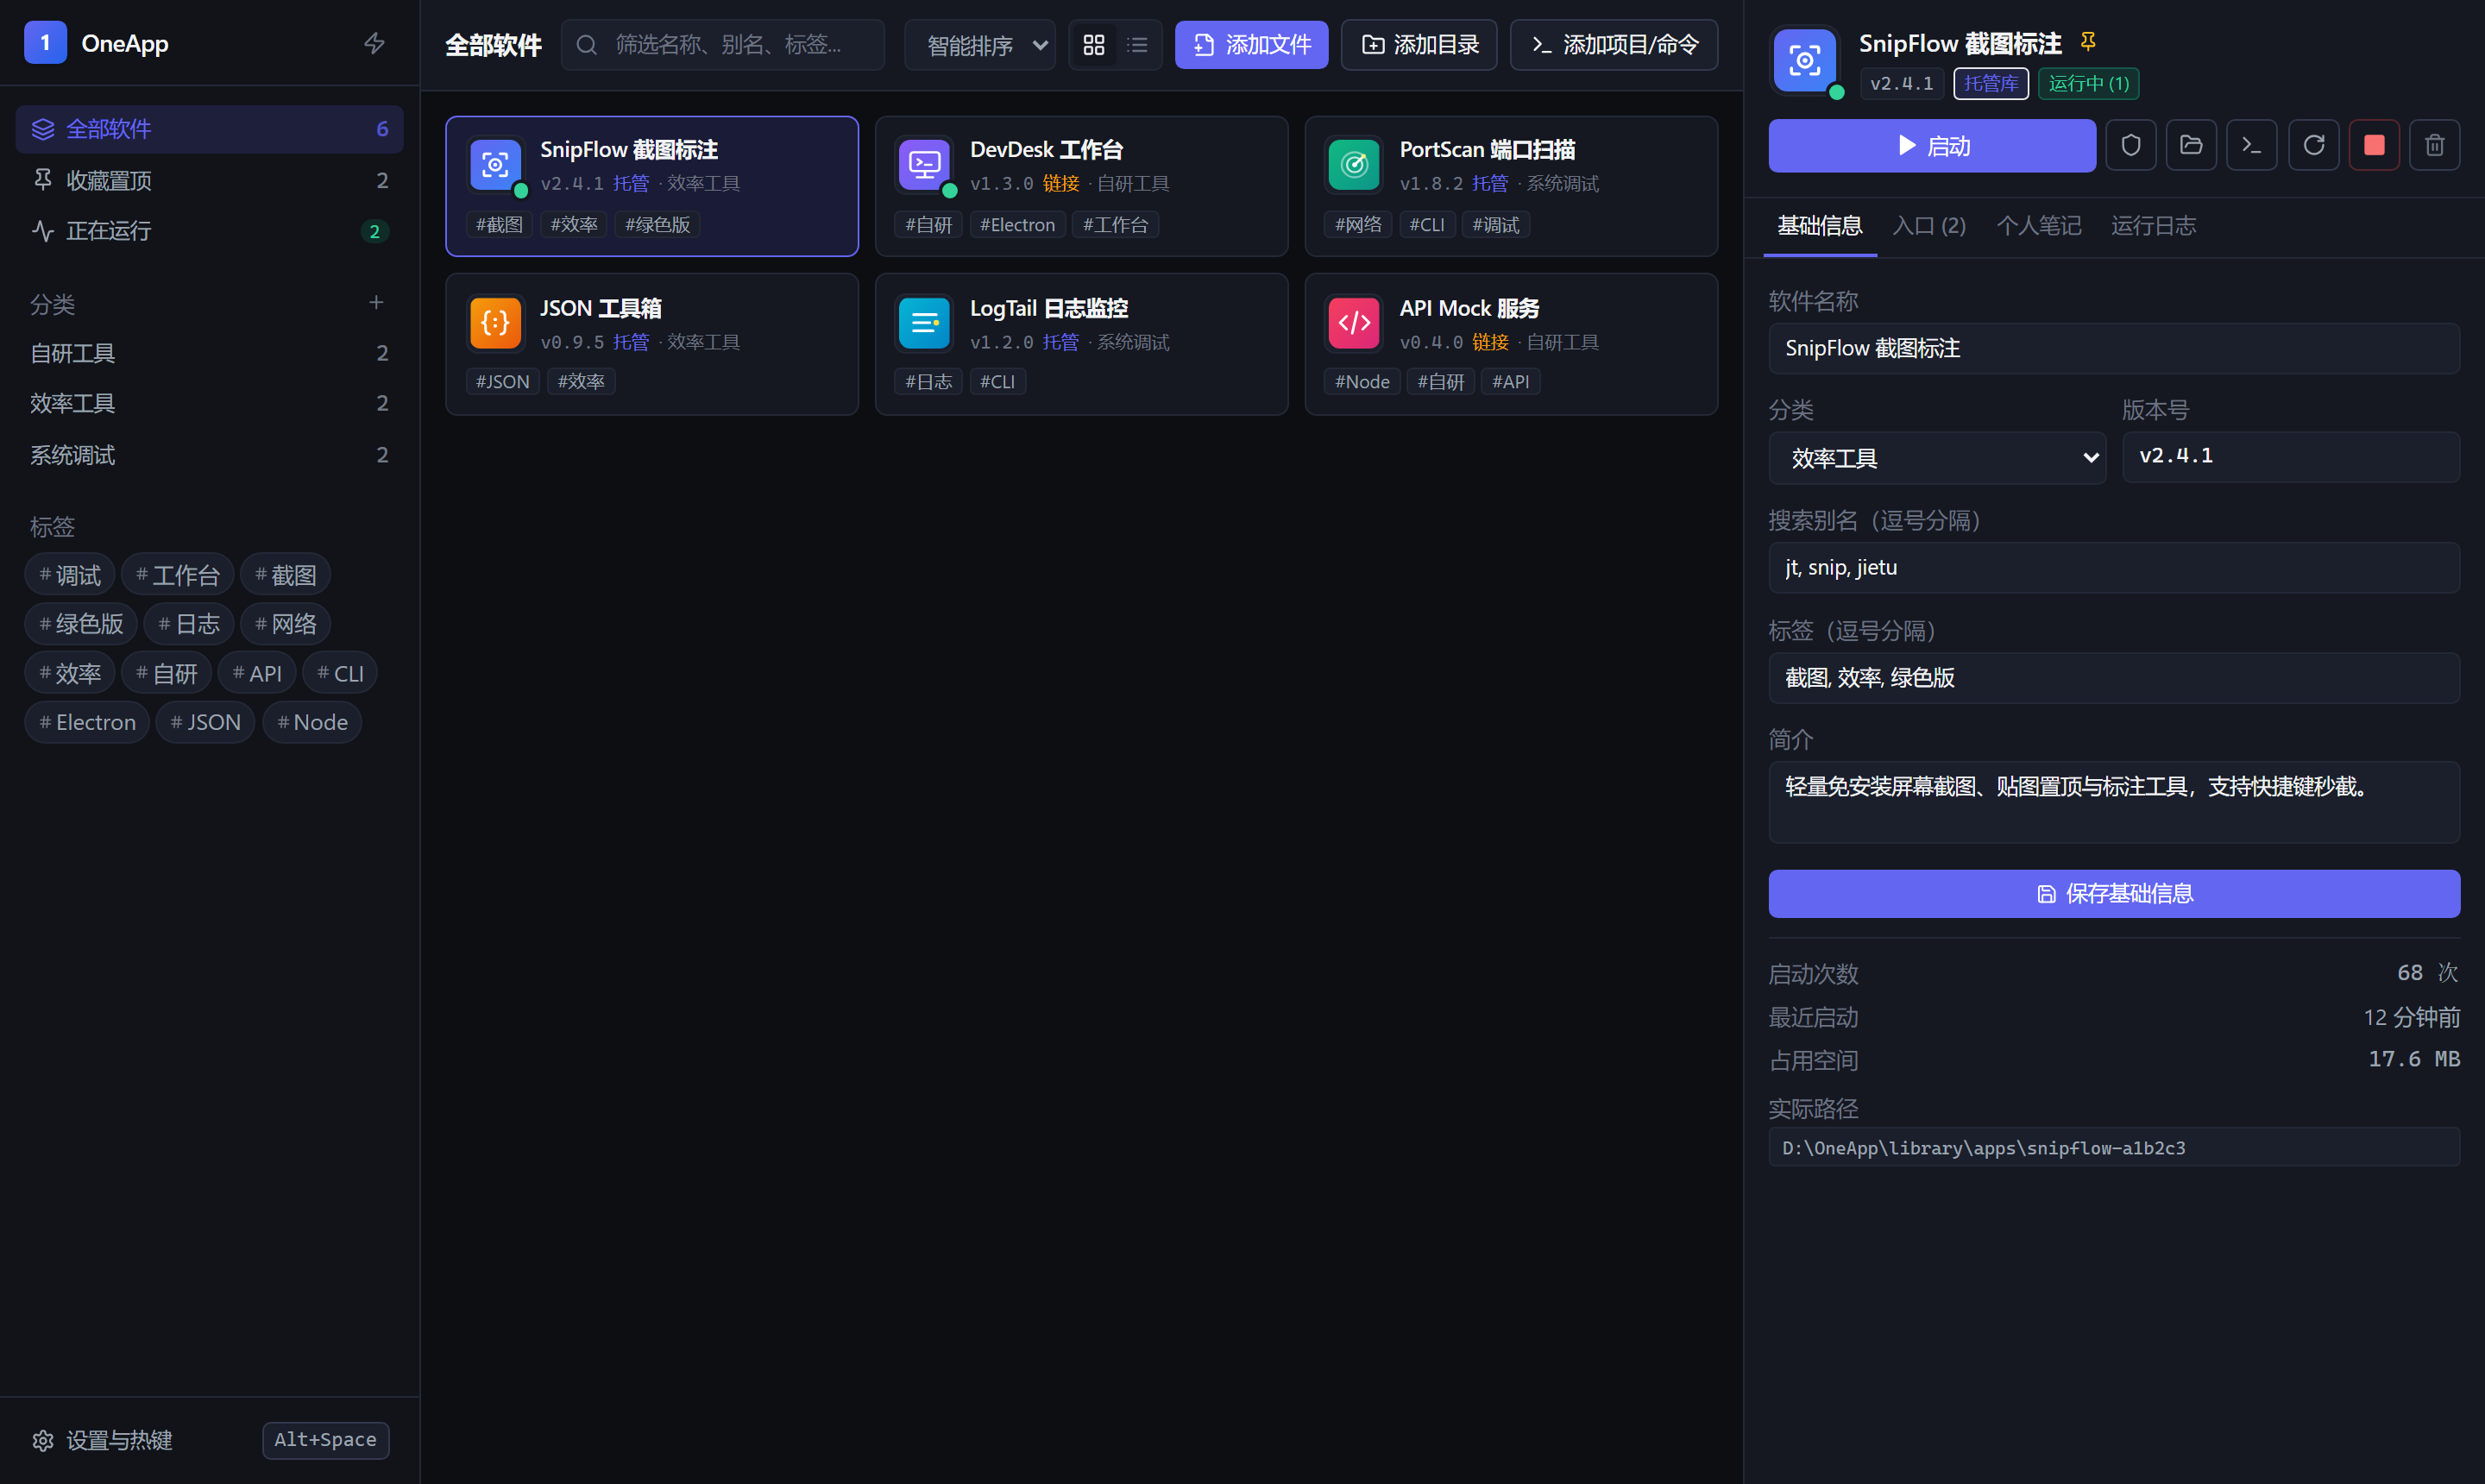 1 OneApp
全部软件 6
收藏置顶 2
正在运行 2
分类
自研工具 2
效率工具 2
系统调试 2
标签
#调试 #工作台 #截图
#绿色版 #日志 #网络
#效率 #自研 #API #CLI
#Electron #JSON #Node
设置与热键 Alt+Space
全部软件 筛选名称、别名、标签... 智能排序 添加文件 添加目录 添加项目/命令
SnipFlow 截图标注
v2.4.1 托管 · 效率工具
#截图 #效率 #绿色版
DevDesk 工作台
v1.3.0 链接 · 自研工具
#自研 #Electron #工作台
PortScan 端口扫描
v1.8.2 托管 · 系统调试
#网络 #CLI #调试
JSON 工具箱
v0.9.5 托管 · 效率工具
#JSON #效率
LogTail 日志监控
v1.2.0 托管 · 系统调试
#日志 #CLI
API Mock 服务
v0.4.0 链接 · 自研工具
#Node #自研 #API
SnipFlow 截图标注
v2.4.1 托管库 运行中 (1)
启动
基础信息 入口 (2) 个人笔记 运行日志
软件名称
SnipFlow 截图标注
分类 版本号
效率工具 v2.4.1
搜索别名（逗号分隔）
jt, snip, jietu
标签（逗号分隔）
截图, 效率, 绿色版
简介
轻量免安装屏幕截图、贴图置顶与标注工具，支持快捷键秒截。
保存基础信息
启动次数 68 次
最近启动 12 分钟前
占用空间 17.6 MB
实际路径
D:\OneApp\library\apps\snipflow-a1b2c3